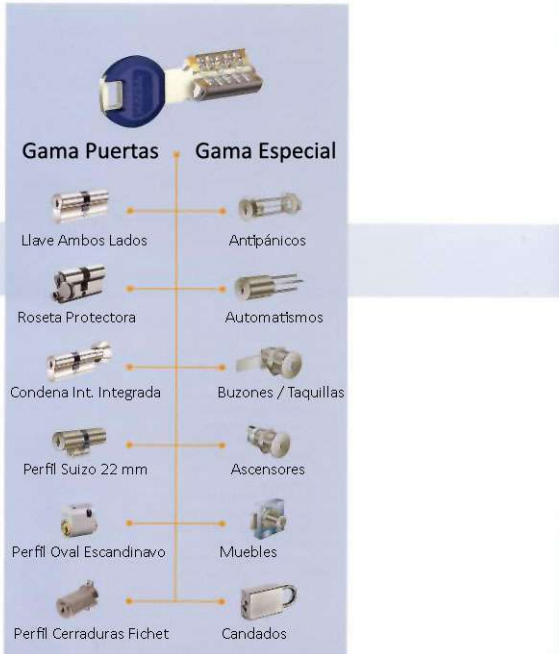 Gama Puertas
Gama Especial
Llave Ambos Lados
Antipánicos
Roseta Protectora
Automatismos
Condena Int. Integrada
Buzones / Taquillas
Perfil Suizo 22 mm
Ascensores
Perfil Oval Escandinavo
Muebles
Perfil Cerraduras Fichet
Candados